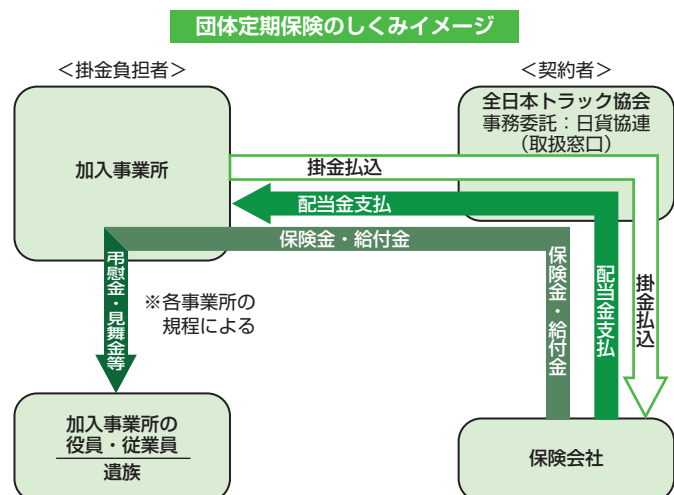 団体定期保険のしくみイメージ
＜掛金負担者＞
＜契約者＞
加入事業所
全日本トラック協会
事務委託：日貨協連
（取扱窓口）
掛金払込
配当金支払
保険金・給付金
弔慰金・見舞金等
※各事業所の
規程による
保険金・給付金
配当金支払
掛金払込
加入事業所の
役員・従業員
遺族
保険会社